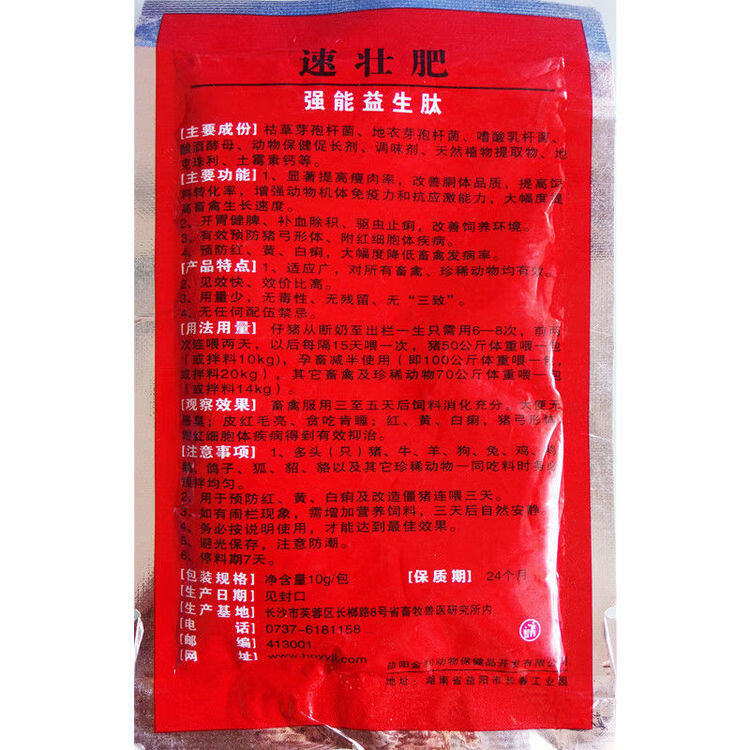 速壮肥
强能益生肽
[主要成份] 枯草芽孢杆菌、地衣芽孢杆菌、嗜酸乳杆菌、
酸酒酵母、动物保健促长剂、调味剂、天然植物提取物、地
克珠利、土霉素钙等。
[主要功能] 1、显著提高瘦肉率，改善胴体品质，提高饲
料转化率，增强动物机体免疫力和抗应激能力、大幅度提
高畜禽生长速度。
2、开胃健脾、补血除积、驱虫止痢，改善饲养环境。
3、有效预防猪弓形体、附红细胞体疾病。
4、预防红、黄、白痢，大幅度降低畜禽发病率。
[产品特点] 1、适应广，对所有畜禽、珍稀动物均有效。
2、见效快、效价比高。
3、用量少，无毒性、无残留、无“三致”。
4、无任何配伍禁忌。
[用法用量] 仔猪从断奶至出栏一生只需用6—8次，前两
次连喂两天，以后每隔15天喂一次，猪50公斤体重喂一包
（或拌料10kg)，孕畜减半使用（即100公斤体重喂一包
或拌料20kg），其它畜禽及珍稀动物70公斤体重喂一包
（或拌料14kg）。
[观察效果] 畜禽服用三至五天后饲料消化充分，大便无
恶臭；皮红毛亮、贪吃肯睡；红、黄、白痢，猪弓形体
附红细胞体疾病得到有效抑治。
[注意事项] 1、多头（只）猪、牛、羊、狗、兔、鸡、
鸽子、狐、貂、貉以及其它珍稀动物一同吃料时务必
搅拌均匀。
2、用于预防红、黄、白痢及改造僵猪连喂三天。
3、如有闹栏现象，需增加营养饲料，三天后自然安静。
4、务必按说明使用，才能达到最佳效果。
5、避光保存，注意防潮。
6、停料期7天。
[包装规格] 净含量10g/包 [保质期] 24个月
[生产日期] 见封口
[生产基地] 长沙市芙蓉区长榔路8号省畜牧兽医研究所内
[电 话] 0737-6181158
[邮 编] 413001
[网 址]
益阳金利动物保健品开发有限公司
地址：湖南省益阳市长春工业园